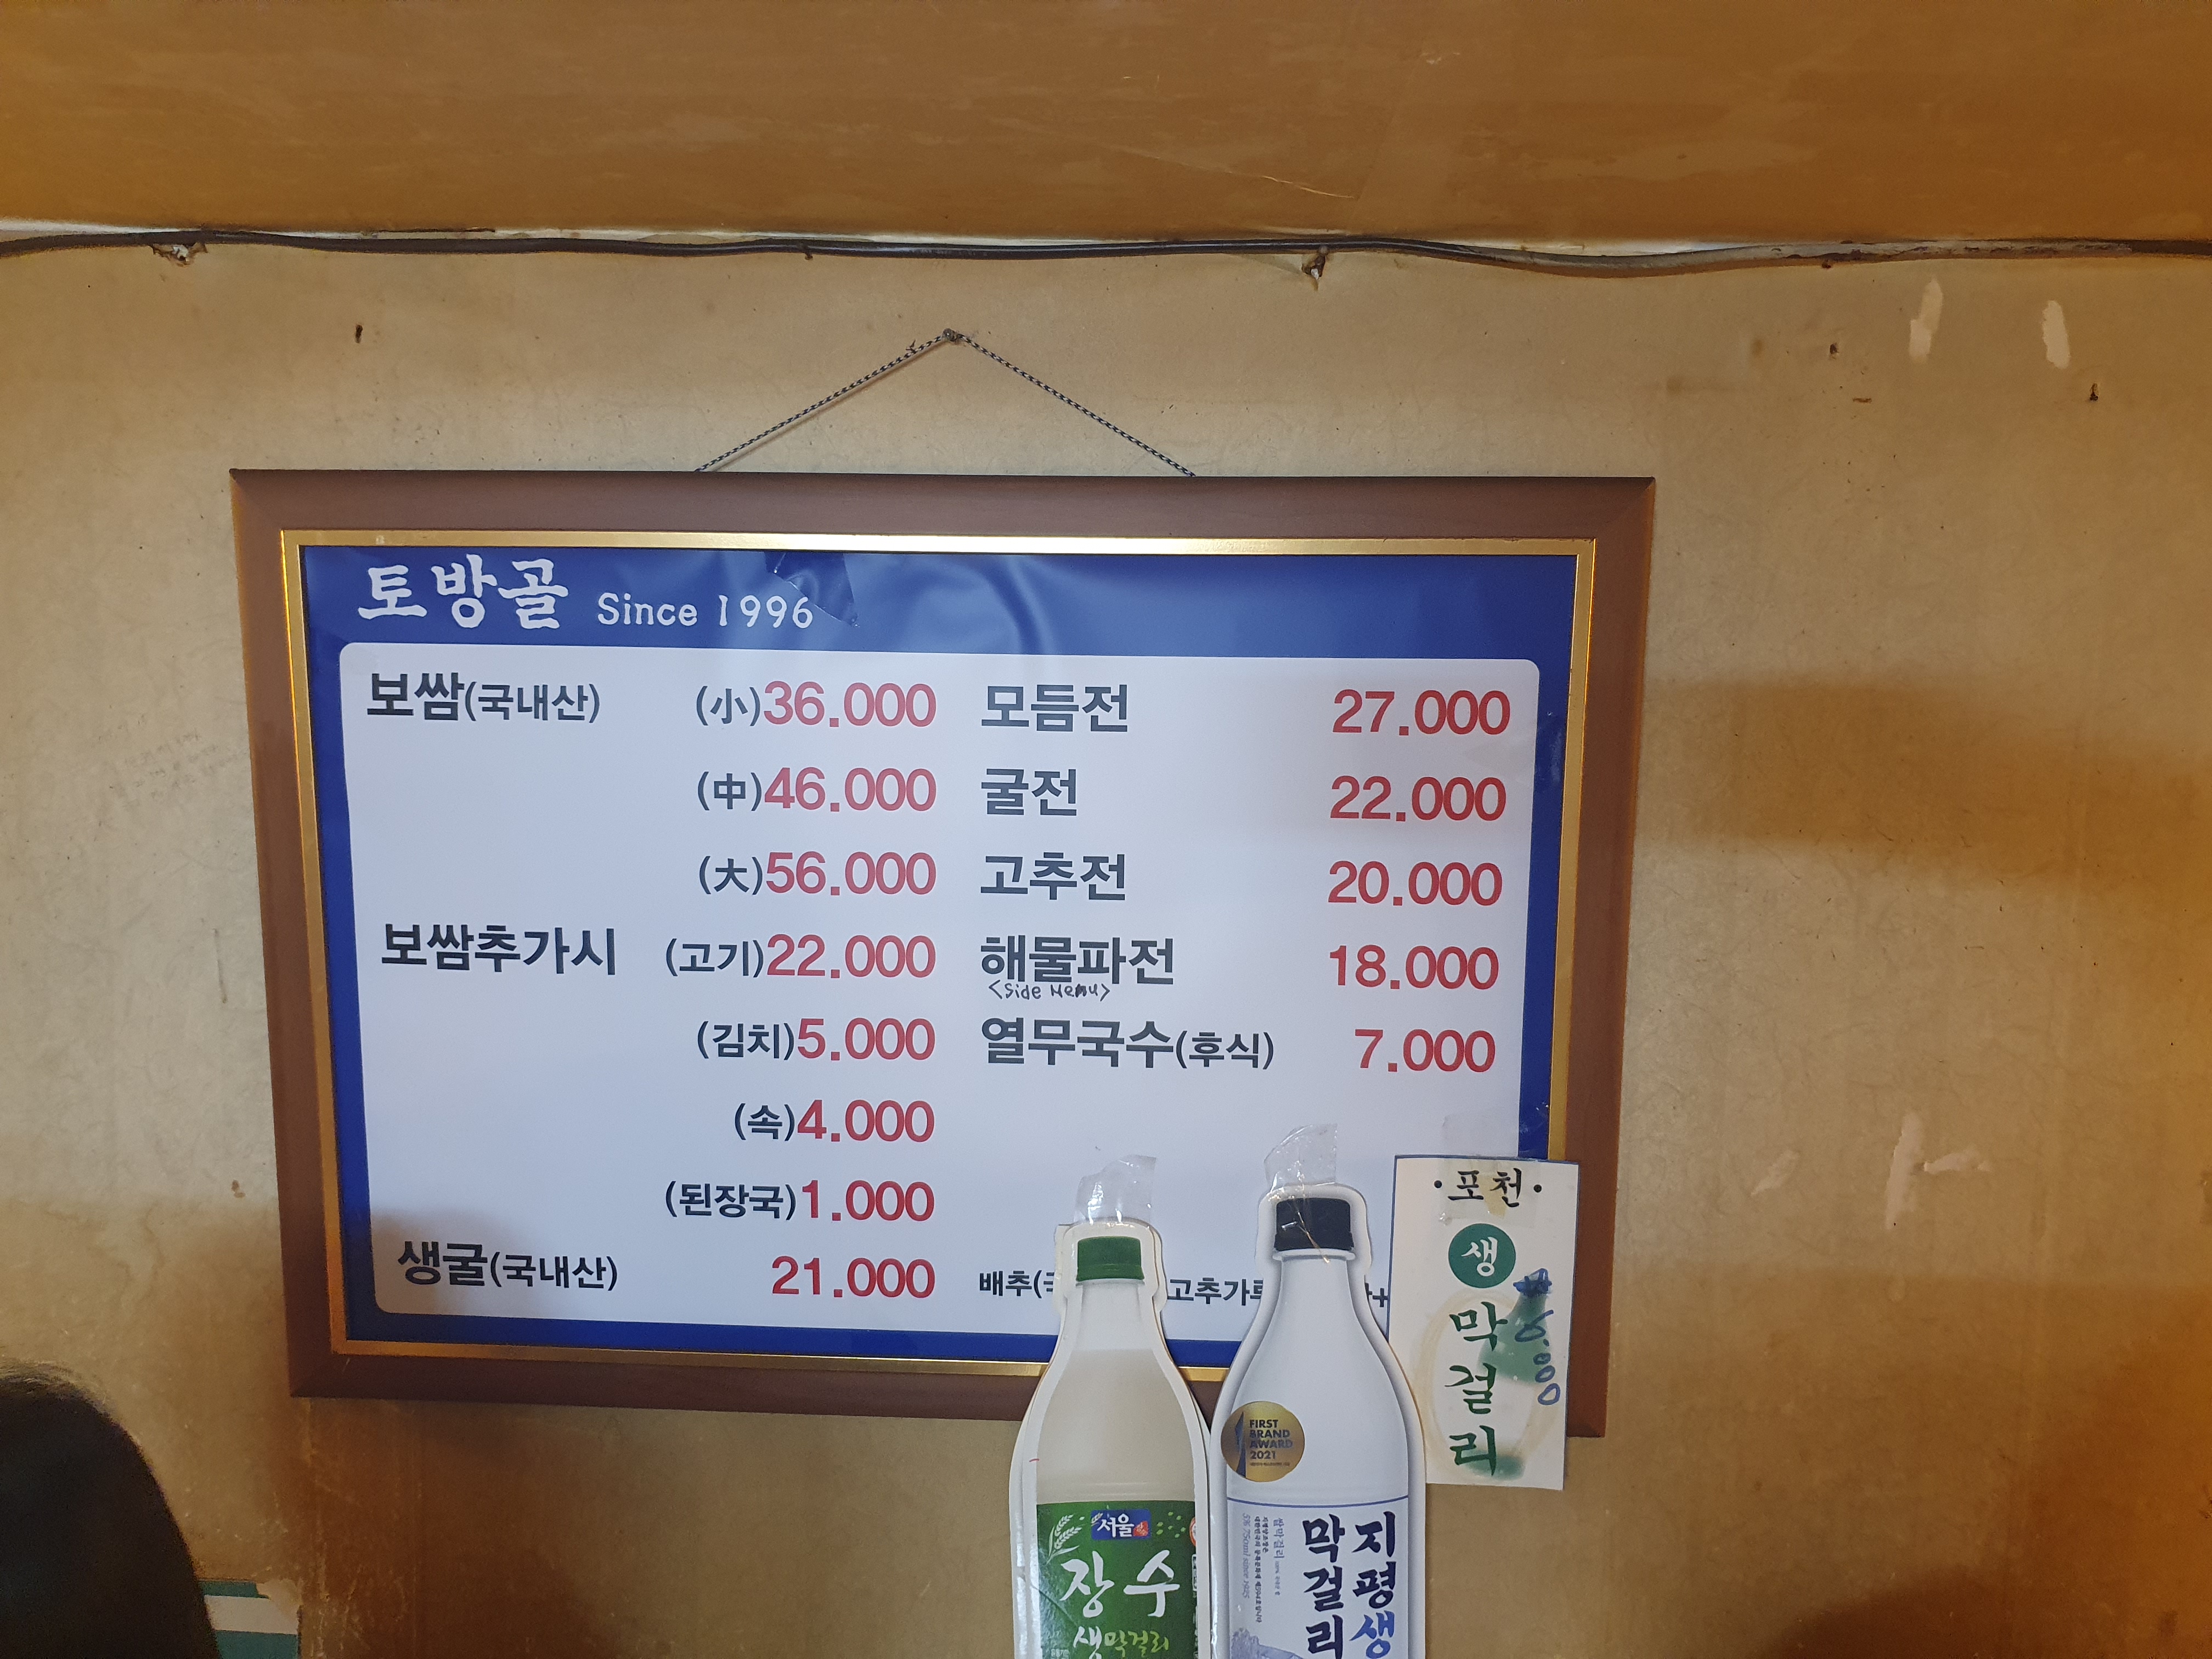 토방골 Since 1996
보쌈(국내산) (小)36.000
(中)46.000
(大)56.000
보쌈추가시 (고기)22.000
(김치)5.000
(속)4.000
(된장국)1.000
생굴(국내산) 21.000
모듬전 27.000
굴전 22.000
고추전 20.000
해물파전 18.000
<Side Menu>
열무국수(후식) 7.000
배추( 고추가
·포천·
생
막걸리
5.000
서울
장수
생막걸리
FIRST
BRAND
AWARD
2021
지평생
막걸리
쌀막걸리